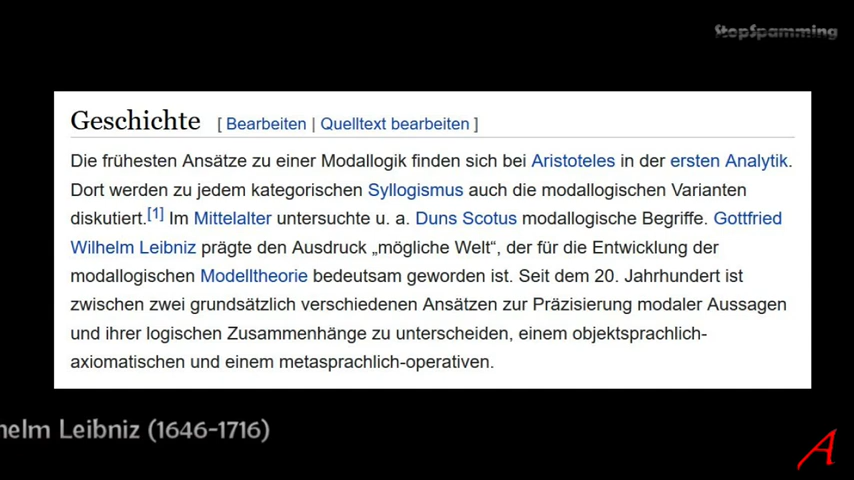 StopSpamming
Geschichte [ Bearbeiten | Quelltext bearbeiten ]
Die frühesten Ansätze zu einer Modallogik finden sich bei Aristoteles in der ersten Analytik.
Dort werden zu jedem kategorischen Syllogismus auch die modallogischen Varianten
diskutiert.[1] Im Mittelalter untersuchte u. a. Duns Scotus modallogische Begriffe. Gottfried
Wilhelm Leibniz prägte den Ausdruck „mögliche Welt“, der für die Entwicklung der
modallogischen Modelltheorie bedeutsam geworden ist. Seit dem 20. Jahrhundert ist
zwischen zwei grundsätzlich verschiedenen Ansätzen zur Präzisierung modaler Aussagen
und ihrer logischen Zusammenhänge zu unterscheiden, einem objektsprachlich-
axiomatischen und einem metasprachlich-operativen.
helm Leibniz (1646-1716)
A